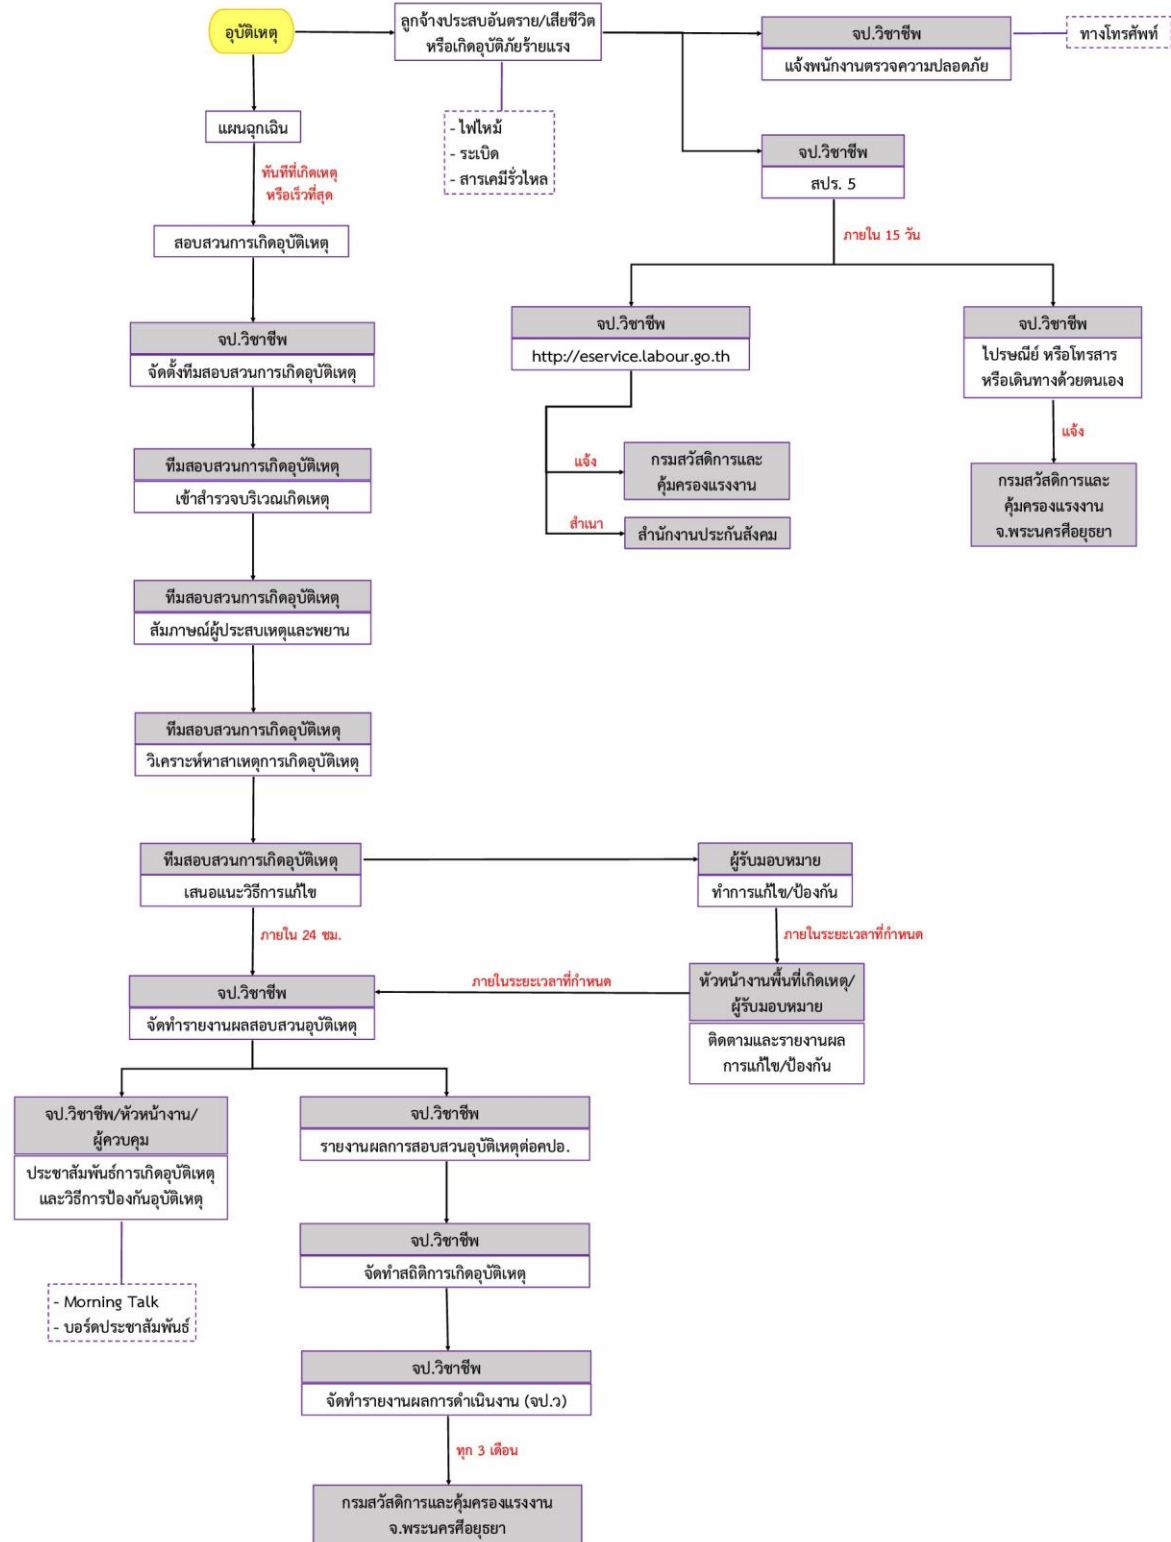 อุบัติเหตุ
ลูกจ้างประสบอันตราย/เสียชีวิต
หรือเกิดอุบัติภัยร้ายแรง
จป.วิชาชีพ
แจ้งพนักงานตรวจความปลอดภัย
ทางโทรศัพท์
- ไฟไหม้
- ระเบิด
- สารเคมีรั่วไหล
จป.วิชาชีพ
สปร. 5
ภายใน 15 วัน
จป.วิชาชีพ
http://eservice.labour.go.th
แจ้ง
กรมสวัสดิการและ
คุ้มครองแรงงาน
สำเนา
สำนักงานประกันสังคม
จป.วิชาชีพ
ไปรษณีย์ หรือโทรสาร
หรือเดินทางด้วยตนเอง
แจ้ง
กรมสวัสดิการและ
คุ้มครองแรงงาน
จ.พระนครศรีอยุธยา
แผนฉุกเฉิน
ทันทีที่เกิดเหตุ
หรือเร็วที่สุด
สอบสวนการเกิดอุบัติเหตุ
จป.วิชาชีพ
จัดตั้งทีมสอบสวนการเกิดอุบัติเหตุ
ทีมสอบสวนการเกิดอุบัติเหตุ
เข้าสำรวจบริเวณเกิดเหตุ
ทีมสอบสวนการเกิดอุบัติเหตุ
สัมภาษณ์ผู้ประสบเหตุและพยาน
ทีมสอบสวนการเกิดอุบัติเหตุ
วิเคราะห์หาสาเหตุการเกิดอุบัติเหตุ
ทีมสอบสวนการเกิดอุบัติเหตุ
เสนอแนะวิธีการแก้ไข
ผู้รับมอบหมาย
ทำการแก้ไข/ป้องกัน
ภายในระยะเวลาที่กำหนด
หัวหน้างานพื้นที่เกิดเหตุ/
ผู้รับมอบหมาย
ติดตามและรายงานผล
การแก้ไข/ป้องกัน
ภายในระยะเวลาที่กำหนด
ภายใน 24 ชม.
จป.วิชาชีพ
จัดทำรายงานผลสอบสวนอุบัติเหตุ
จป.วิชาชีพ/หัวหน้างาน/
ผู้ควบคุม
ประชาสัมพันธ์การเกิดอุบัติเหตุ
และวิธีการป้องกันอุบัติเหตุ
- Morning Talk
- บอร์ดประชาสัมพันธ์
จป.วิชาชีพ
รายงานผลการสอบสวนอุบัติเหตุต่อคปอ.
จป.วิชาชีพ
จัดทำสถิติการเกิดอุบัติเหตุ
จป.วิชาชีพ
จัดทำรายงานผลการดำเนินงาน (จป.ว)
ทุก 3 เดือน
กรมสวัสดิการและคุ้มครองแรงงาน
จ.พระนครศรีอยุธยา